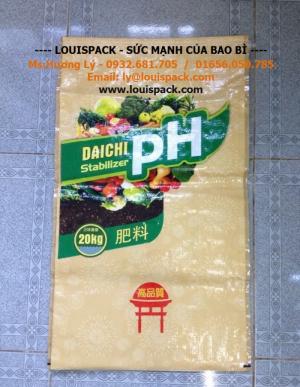 ---- LOUISPACK - SỨC MẠNH CỦA BAO BÌ ----
Ms.Hương Lý - 0932.681.705 / 01656.050.785
Email: ly@louispack.com
www.louispack.com
DAICHI
pH
Stabilizer
20kg
肥料
高品質